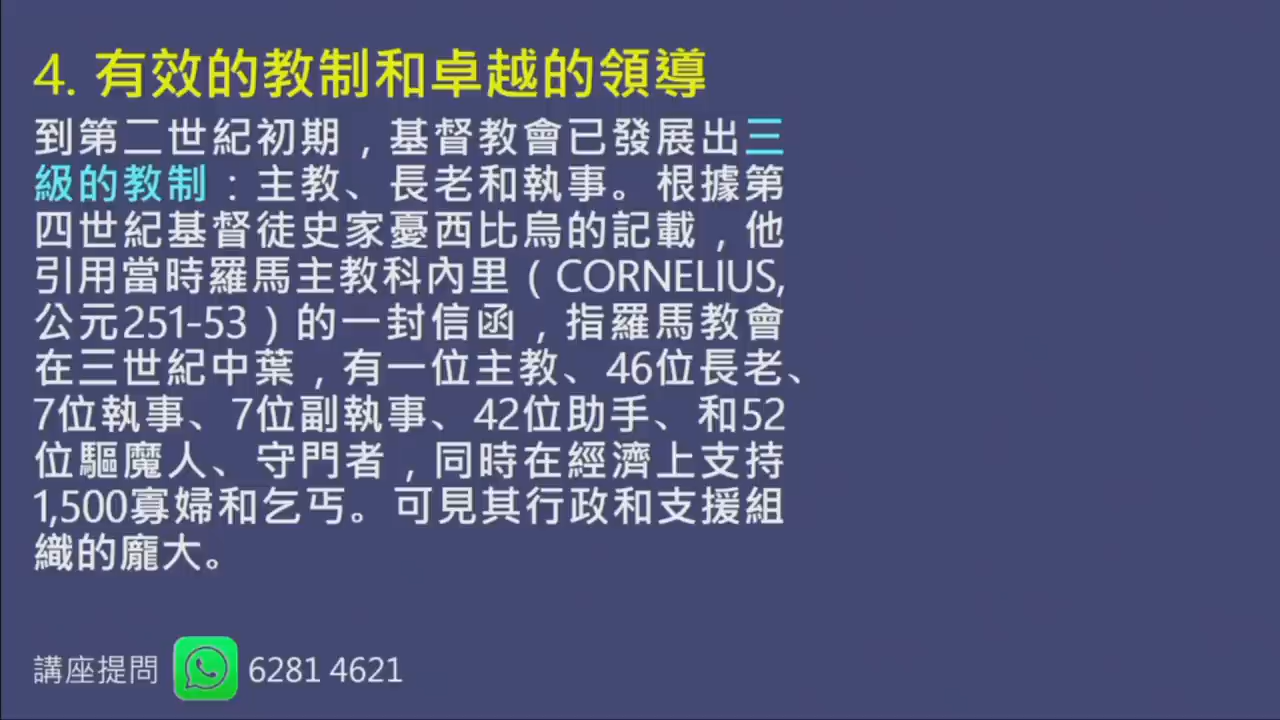 4. 有效的教制和卓越的領導
到第二世紀初期，基督教會已發展出三
級的教制：主教、長老和執事。根據第
四世紀基督徒史家憂西比烏的記載，他
引用當時羅馬主教科內里（CORNELIUS,
公元251-53）的一封信函，指羅馬教會
在三世紀中葉，有一位主教、46位長老、
7位執事、7位副執事、42位助手、和52
位驅魔人、守門者，同時在經濟上支持
1,500寡婦和乞丐。可見其行政和支援組
織的龐大。
講座提問 6281 4621